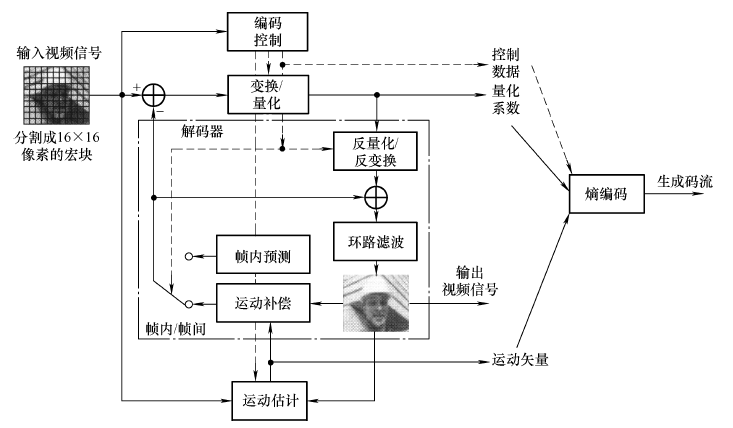 编码
控制
输入视频信号
+
−
变换/
量化
控制
数据
量化
系数
分割成16×16
像素的宏块
解码器
反量化/
反变换
熵编码
生成码流
帧内预测
环路滤波
运动补偿
输出
视频信号
帧内/帧间
运动矢量
运动估计